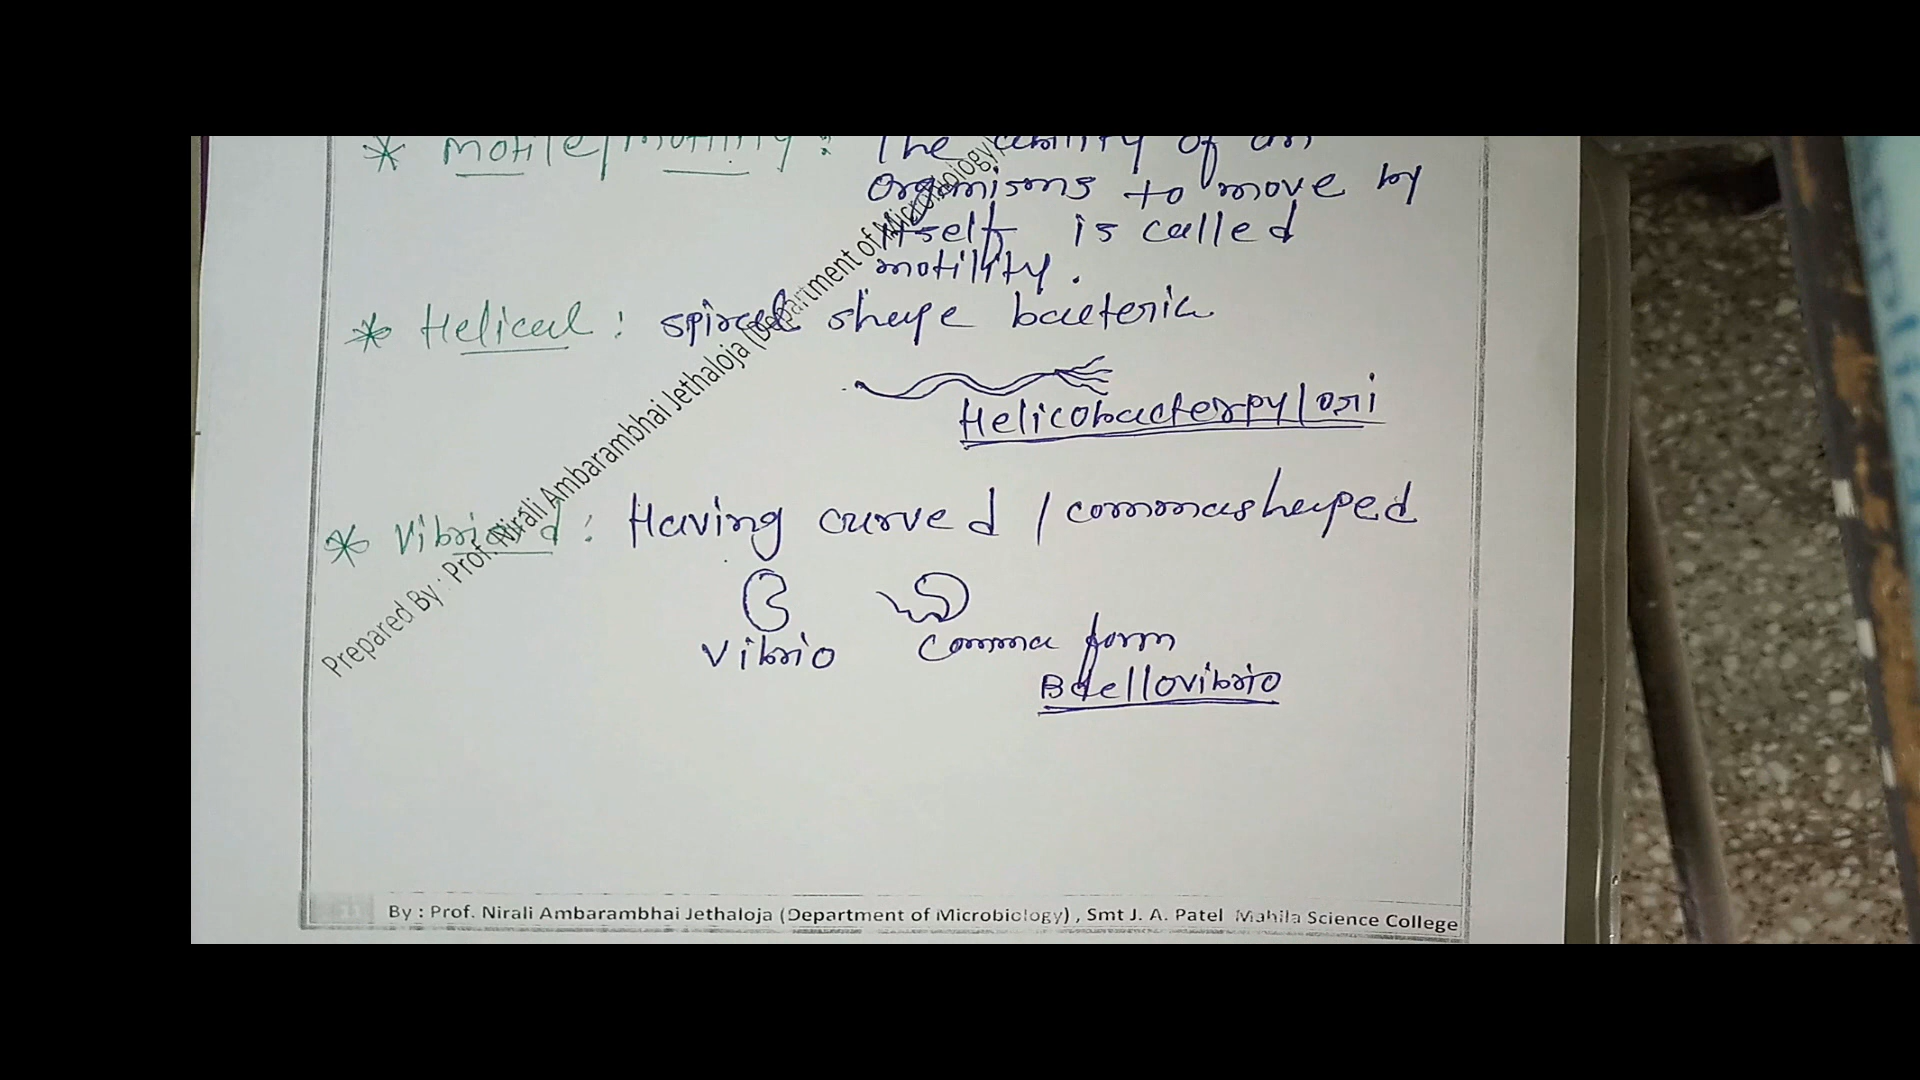 * Motile/motility : The ability of an
organisms to move by
itself is called
motility.
* Helical : spiral shape bacteria
Helicobacterpylori
* Vibrioid : Having curved / commashaped
Vibrio
Comma form
Bdellovibrio
Prepared By : Prof. Nirali Ambarambhai Jethaloja (Department of Microbiology)
By : Prof. Nirali Ambarambhai Jethaloja (Department of Microbiology) , Smt J. A. Patel Mahila Science College